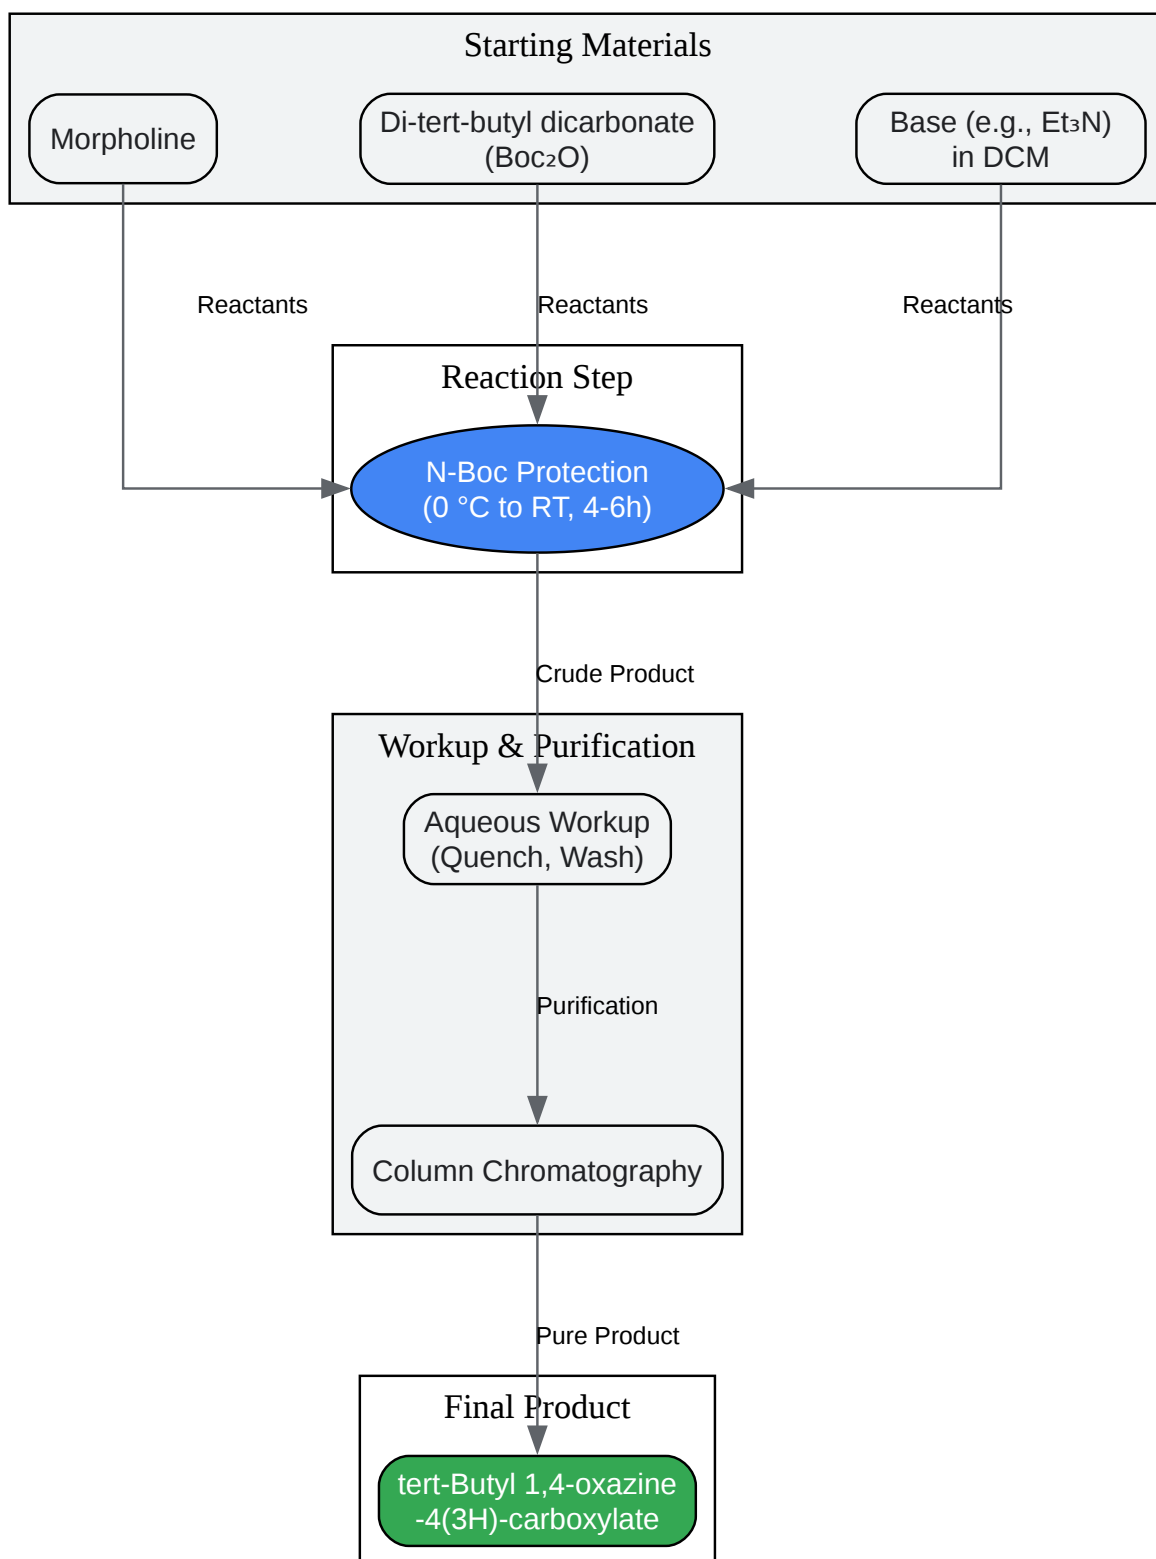 Starting Materials
Morpholine
Di-tert-butyl dicarbonate
(Boc₂O)
Base (e.g., Et₃N)
in DCM
Reactants
Reactants
Reactants
Reaction Step
N-Boc Protection
(0 °C to RT, 4-6h)
Crude Product
Workup & Purification
Aqueous Workup
(Quench, Wash)
Purification
Column Chromatography
Pure Product
Final Product
tert-Butyl 1,4-oxazine
-4(3H)-carboxylate